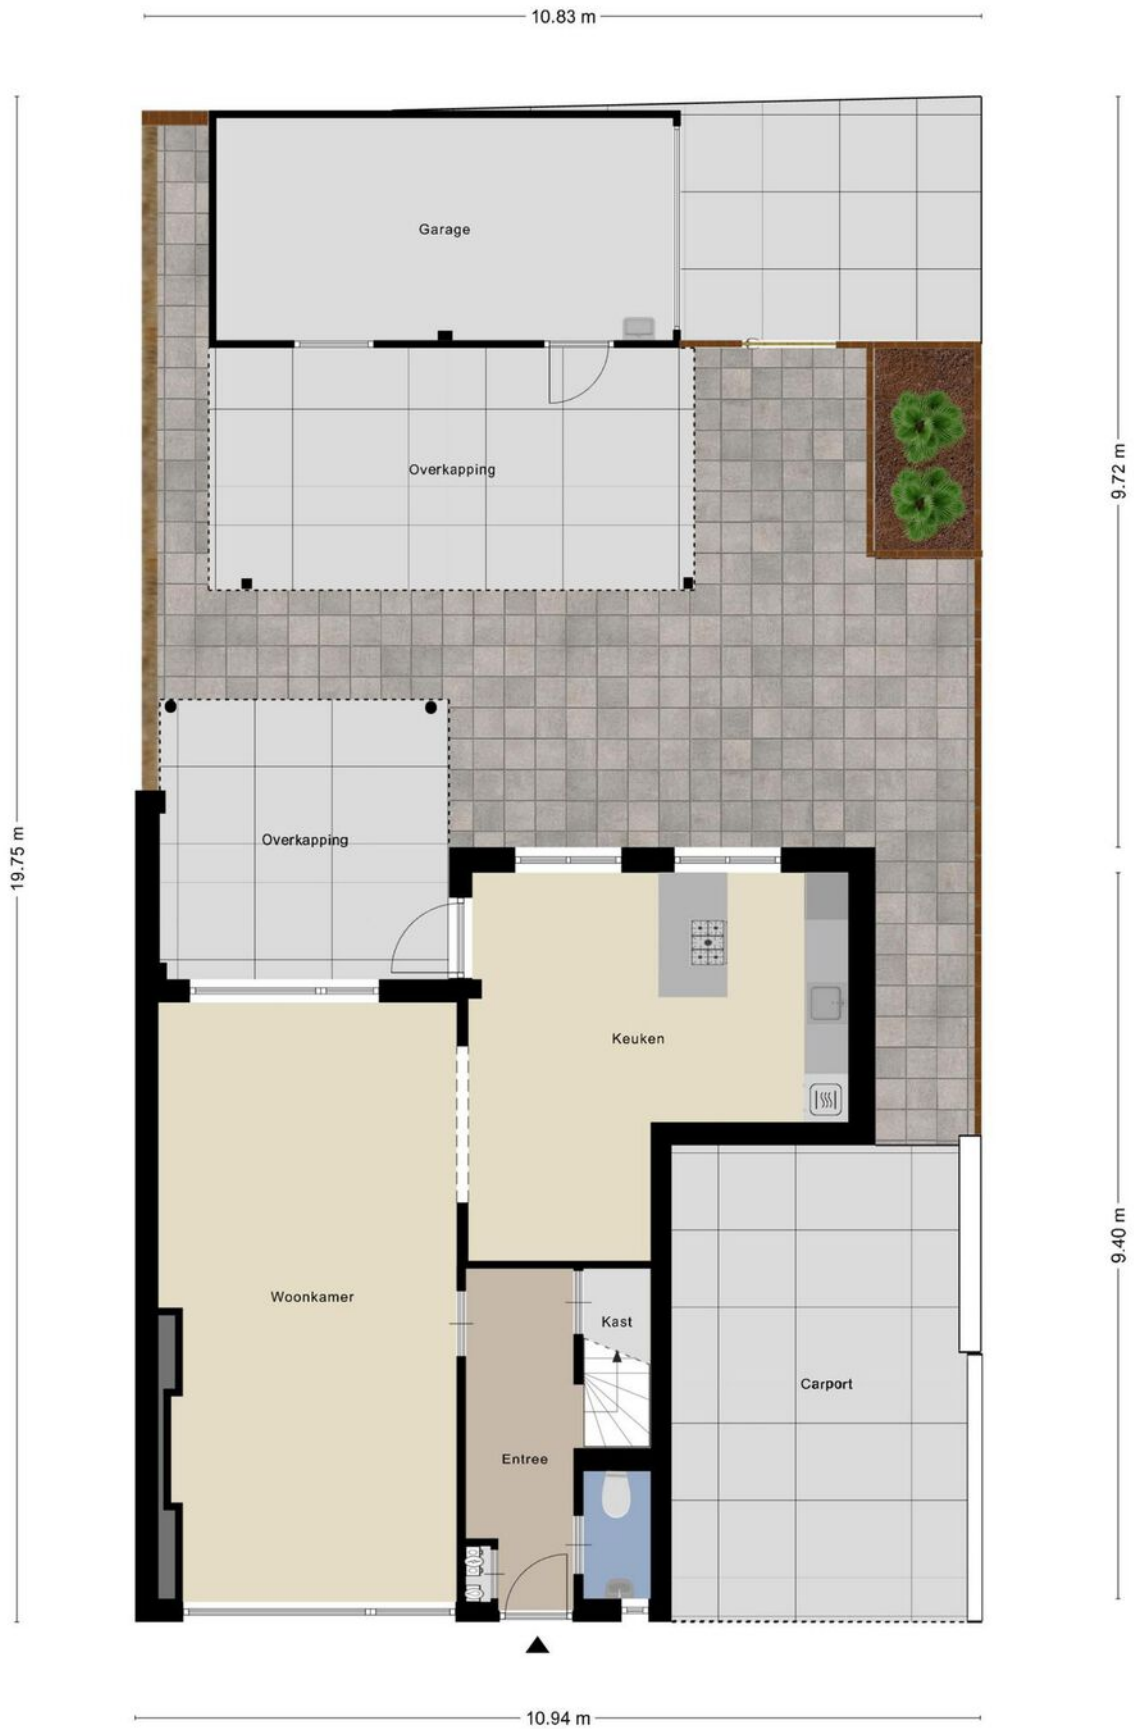 10.83 m
Garage
Overkapping
9.72 m
Overkapping
19.75 m
Keuken
9.40 m
Woonkamer
Kast
Carport
Entree
10.94 m